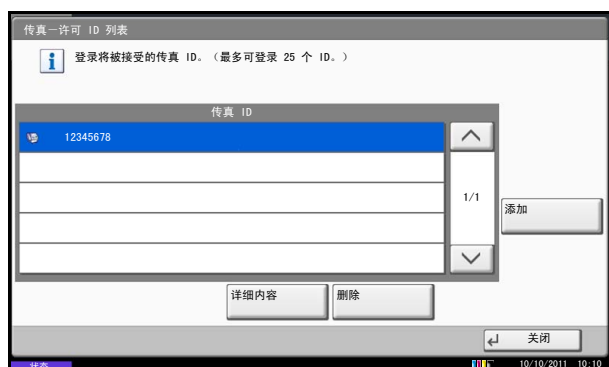 传真－许可 ID 列表
登录将被接受的传真 ID。（最多可登录 25 个 ID。）
传真 ID
12345678
1/1
添加
详细内容
删除
关闭
状态
10/10/2011 10:10